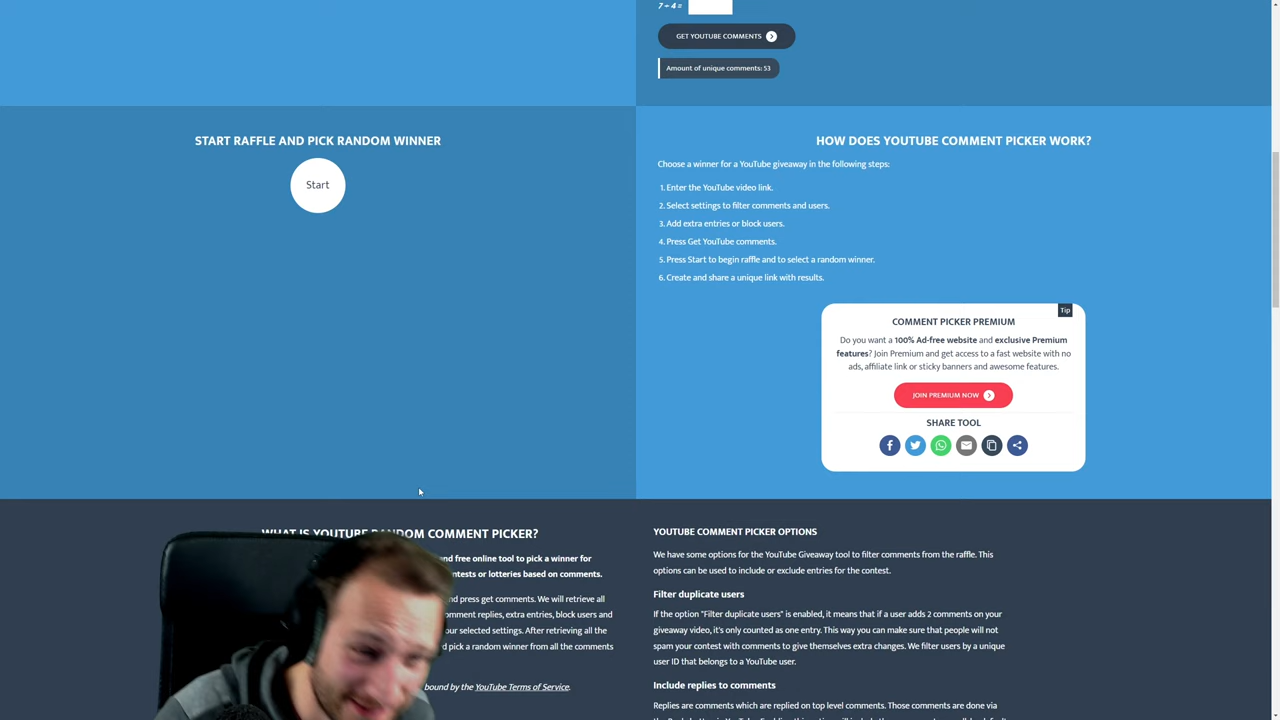 7 + 4 =
GET YOUTUBE COMMENTS
Amount of unique comments: 53
START RAFFLE AND PICK RANDOM WINNER
Start
HOW DOES YOUTUBE COMMENT PICKER WORK?
Choose a winner for a YouTube giveaway in the following steps:
1. Enter the YouTube video link.
2. Select settings to filter comments and users.
3. Add extra entries or block users.
4. Press Get YouTube comments.
5. Press Start to begin raffle and to select a random winner.
6. Create and share a unique link with results.
Tip
COMMENT PICKER PREMIUM
Do you want a 100% Ad-free website and exclusive Premium
features? Join Premium and get access to a fast website with no
ads, affiliate link or sticky banners and awesome features.
JOIN PREMIUM NOW
SHARE TOOL
WHAT IS YOUTUBE RANDOM COMMENT PICKER?
and free online tool to pick a winner for
contests or lotteries based on comments.
and press get comments. We will retrieve all
comment replies, extra entries, block users and
your selected settings. After retrieving all the
pick a random winner from all the comments
bound by the YouTube Terms of Service.
YOUTUBE COMMENT PICKER OPTIONS
We have some options for the YouTube Giveaway tool to filter comments from the raffle. This
options can be used to include or exclude entries for the contest.
Filter duplicate users
If the option "Filter duplicate users" is enabled, it means that if a user adds 2 comments on your
giveaway video, it's only counted as one entry. This way you can make sure that people will not
spam your contest with comments to give themselves extra changes. We filter users by a unique
user ID that belongs to a YouTube user.
Include replies to comments
Replies are comments which are replied on top level comments. Those comments are done via